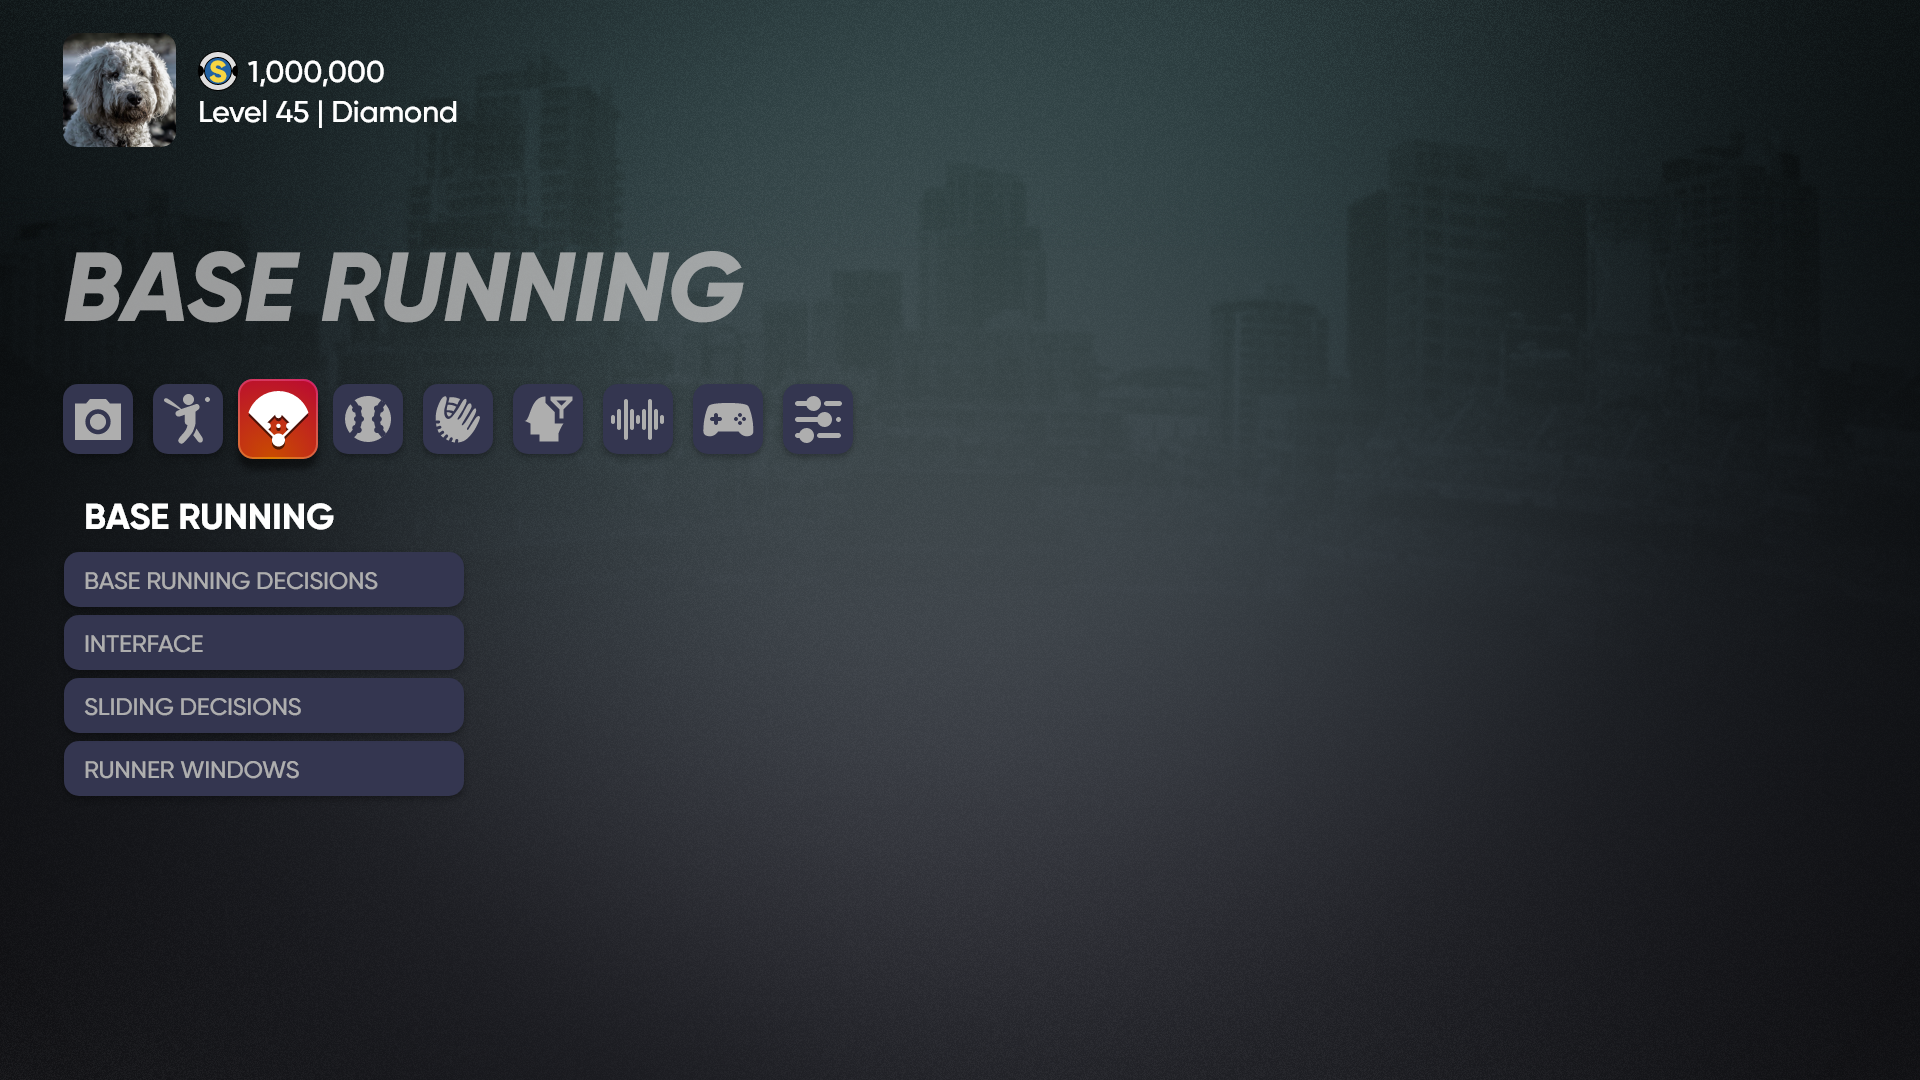 S 1,000,000
Level 45 | Diamond
BASE RUNNING
BASE RUNNING
BASE RUNNING DECISIONS
INTERFACE
SLIDING DECISIONS
RUNNER WINDOWS